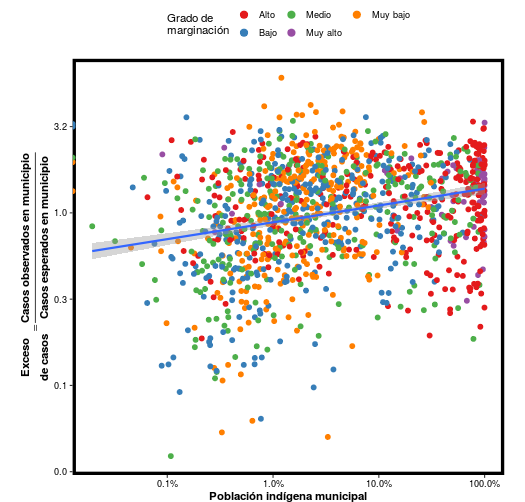 Grado de
marginación
Alto
Medio
Muy bajo
Bajo
Muy alto
3.2
1.0
0.3
0.1
0.0
Exceso
de casos
=
Casos observados en municipio
Casos esperados en municipio
0.1%
1.0%
10.0%
100.0%
Población indígena municipal